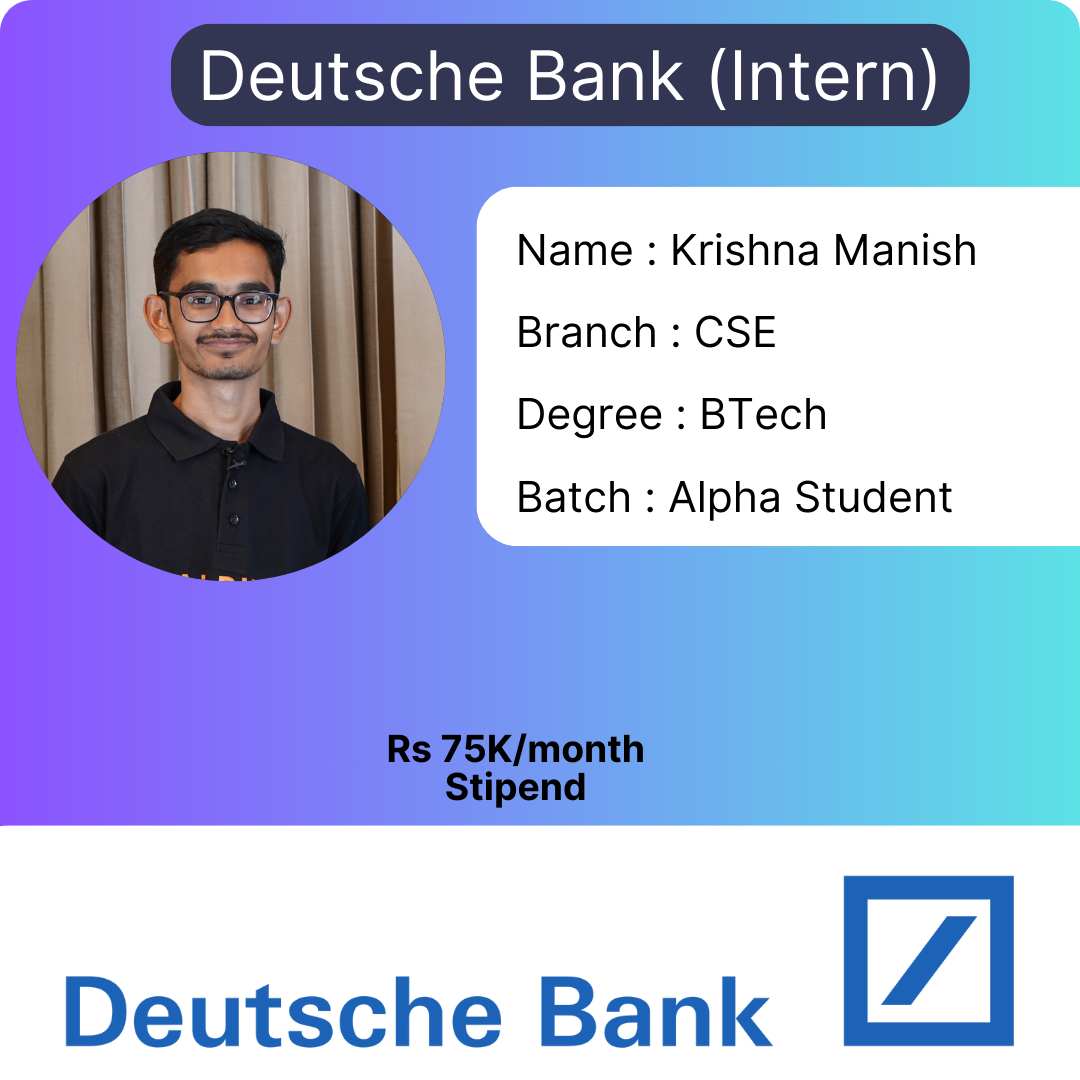 Deutsche Bank (Intern)
Name : Krishna Manish
Branch : CSE
Degree : BTech
Batch : Alpha Student
Rs 75K/month
Stipend
Deutsche Bank